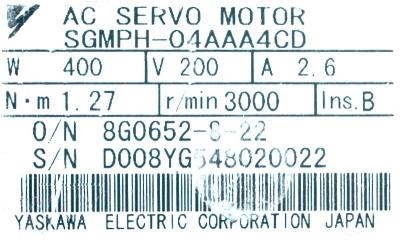 AC SERVO MOTOR
SGMPH-04AAA4CD
W 400 V 200 A 2.6
N·m 1.27 r/min 3000 Ins. B
O/N 8G0652-8-22
S/N D008YG548020022
YASKAWA ELECTRIC CORPORATION JAPAN